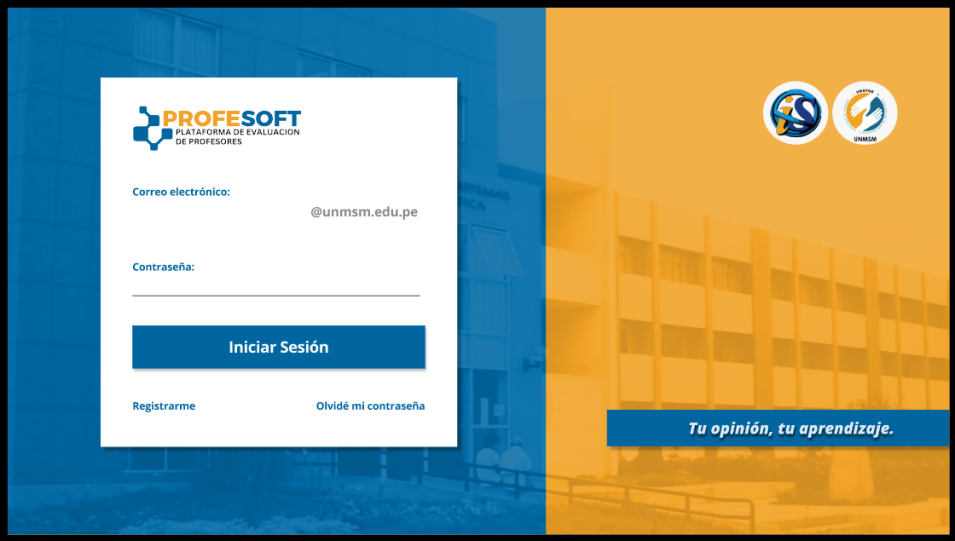 PROFESOFT
PLATAFORMA DE EVALUACION
DE PROFESORES
Correo electrónico:
@unmsm.edu.pe
Contraseña:
Iniciar Sesión
Registrarme
Olvidé mi contraseña
iS
UNMSM
Tu opinión, tu aprendizaje.